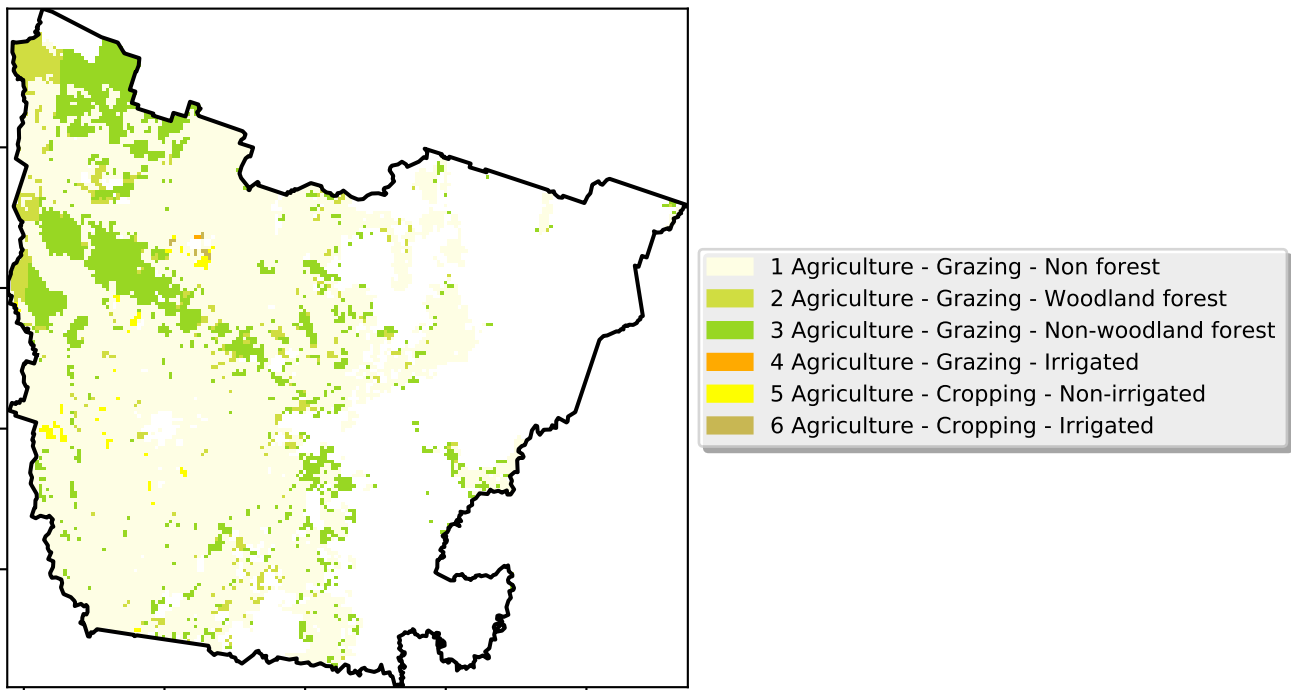 1 Agriculture - Grazing - Non forest
2 Agriculture - Grazing - Woodland forest
3 Agriculture - Grazing - Non-woodland forest
4 Agriculture - Grazing - Irrigated
5 Agriculture - Cropping - Non-irrigated
6 Agriculture - Cropping - Irrigated